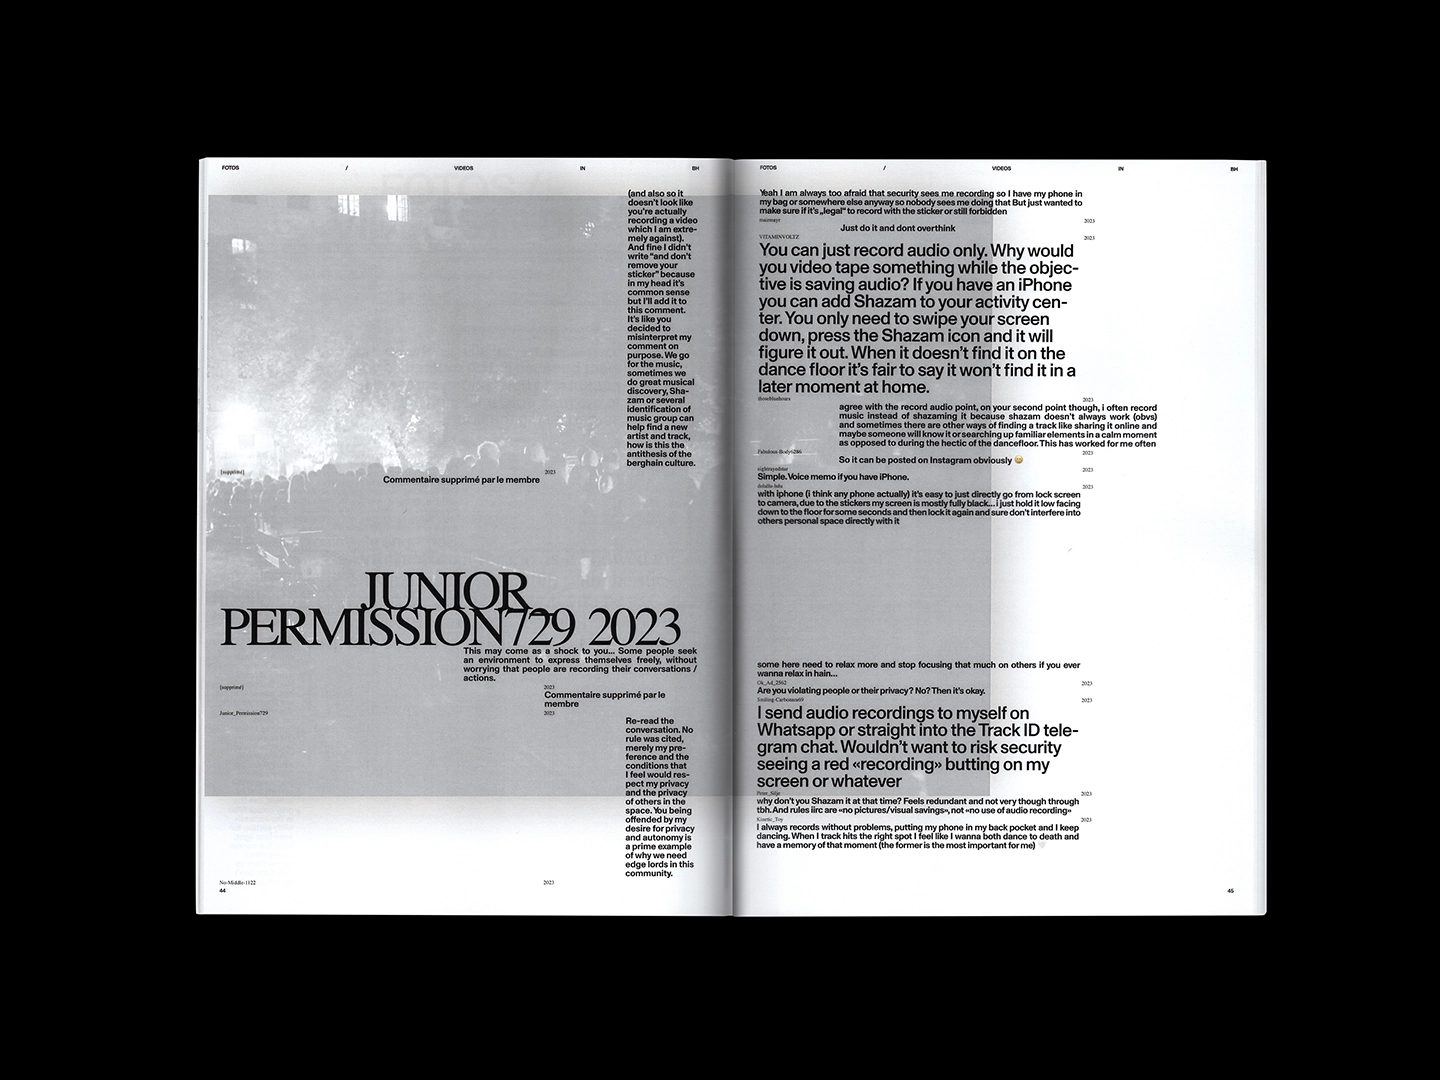 FOTOS / VIDEOS IN BH
(and also so it
doesn't look like
you're actually
recording a video
which I am extre-
mely against).
And fine I didn't
write "and don't
remove your
sticker" because
in my head it's
common sense
but I'll add it to
this comment.
It's like you
decided to
misinterpret my
comment on
purpose. We go
for the music,
sometimes we
do great musical
discovery, Sha-
zam or several
identification of
music group can
help find a new
artist and track,
how is this the
antithesis of the
berghain culture.
[supprimé] 2023
Commentaire supprimé par le membre
JUNIOR_
PERMISSION729 2023
This may come as a shock to you... Some people seek
an environment to express themselves freely, without
worrying that people are recording their conversations /
actions.
[supprimé] 2023
Commentaire supprimé par le
membre
Junior_Permission729 2023
Re-read the
conversation. No
rule was cited,
merely my pre-
ference and the
conditions that
I feel would res-
pect my privacy
and the privacy
of others in the
space. You being
offended by my
desire for privacy
and autonomy is
a prime example
of why we need
edge lords in this
community.
No-Middle-1122 2023
44
FOTOS / VIDEOS IN BH
Yeah I am always too afraid that security sees me recording so I have my phone in
my bag or somewhere else anyway so nobody sees me doing that But just wanted to
make sure if it's „legal" to record with the sticker or still forbidden
2023
Just do it and dont overthink
VITAMINVOLTZ 2023
You can just record audio only. Why would
you video tape something while the objec-
tive is saving audio? If you have an iPhone
you can add Shazam to your activity cen-
ter. You only need to swipe your screen
down, press the Shazam icon and it will
figure it out. When it doesn't find it on the
dance floor it's fair to say it won't find it in a
later moment at home.
thosebluehours 2023
agree with the record audio point, on your second point though, i often record
music instead of shazaming it because shazam doesn't always work (obvs)
and sometimes there are other ways of finding a track like sharing it online and
maybe someone will know it or searching up familiar elements in a calm moment
as opposed to during the hectic of the dancefloor. This has worked for me often
Fabulous-Body6286 2023
So it can be posted on Instagram obviously 😄
2023
Simple. Voice memo if you have iPhone.
2023
with iphone (i think any phone actually) it's easy to just directly go from lock screen
to camera, due to the stickers my screen is mostly fully black... i just hold it low facing
down to the floor for some seconds and then lock it again and sure don't interfere into
others personal space directly with it
some here need to relax more and stop focusing that much on others if you ever
wanna relax in hain...
Ok_Ad_2562 2023
Are you violating people or their privacy? No? Then it's okay.
Smiling-Carbonara69 2023
I send audio recordings to myself on
Whatsapp or straight into the Track ID tele-
gram chat. Wouldn't want to risk security
seeing a red «recording» butting on my
screen or whatever
Peter_Silje 2023
why don't you Shazam it at that time? Feels redundant and not very though through
tbh. And rules iirc are «no pictures/visual savings», not «no use of audio recording»
Kinetic_Toy 2023
I always records without problems, putting my phone in my back pocket and I keep
dancing. When I track hits the right spot I feel like I wanna both dance to death and
have a memory of that moment (the former is the most important for me) 🤍
45